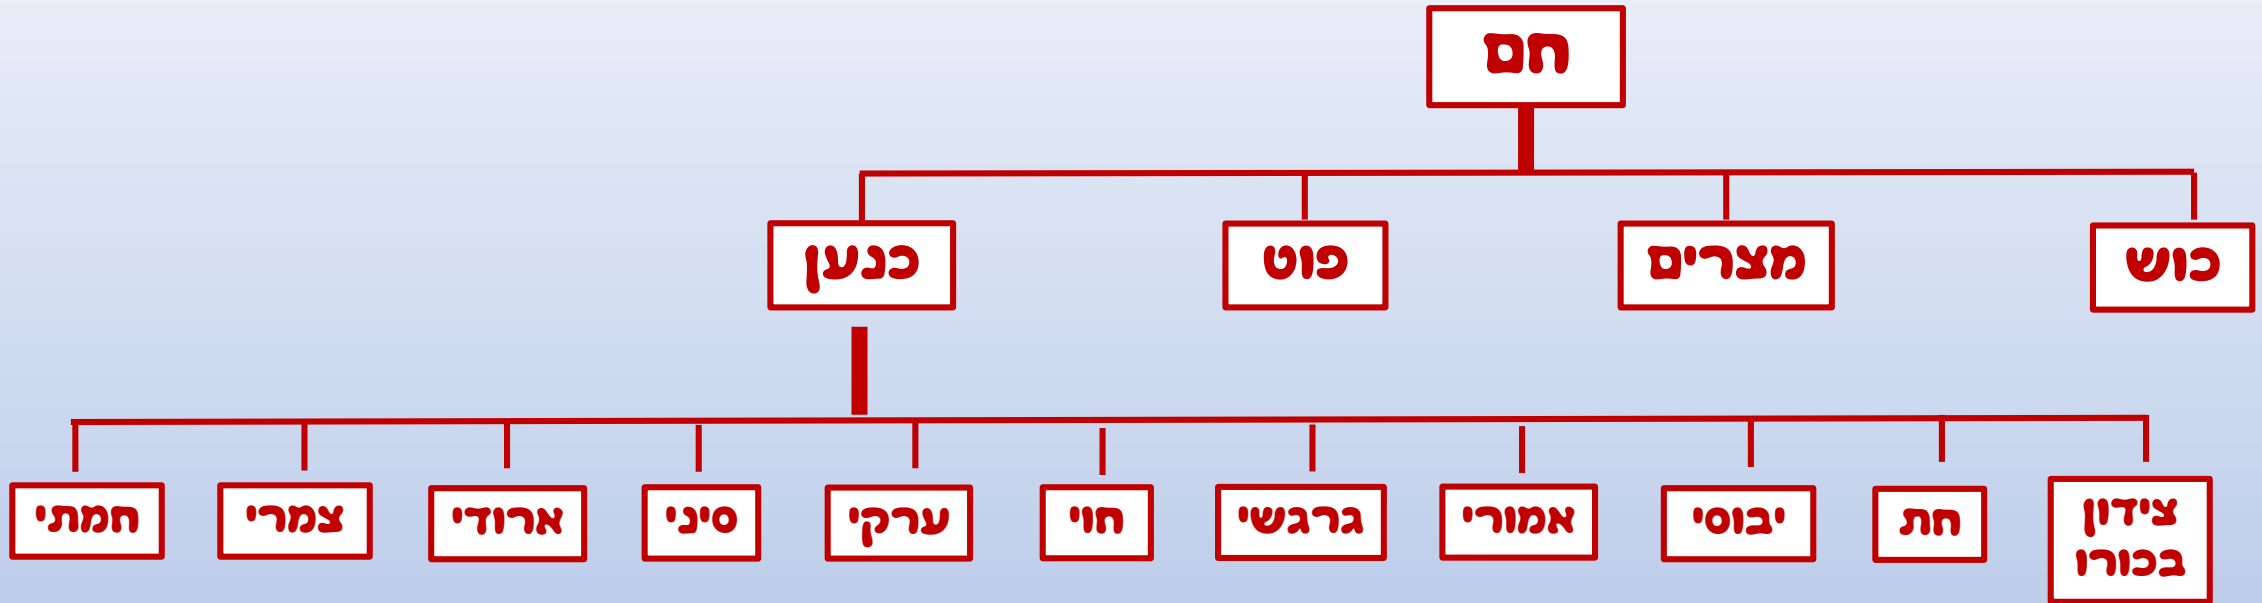 חם
כוש
מצרים
פוט
כנען
צידון
בכורו
חת
יבוסי
אמורי
גרגשי
חוי
ערקי
סיני
ארודי
צמרי
חמתי